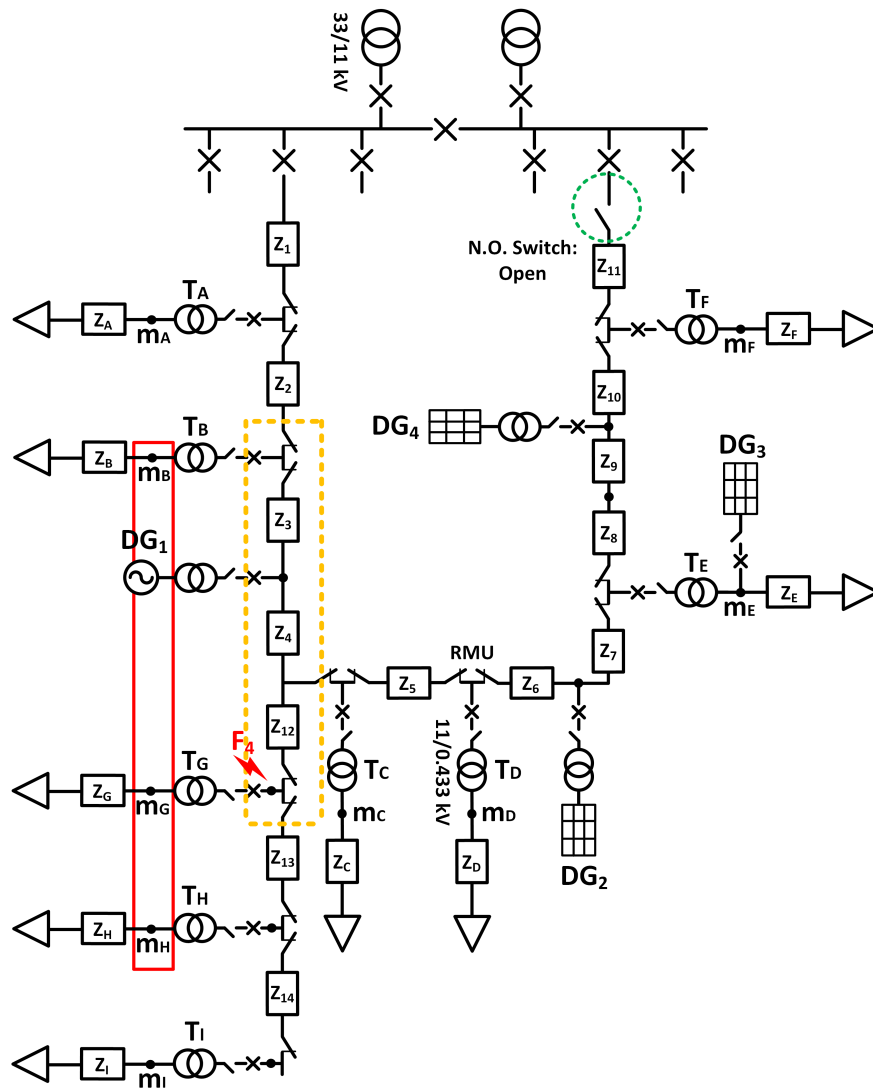 33/11 kV
Z1
N.O. Switch:
Open
Z11
TA
ZA
mA
TF
mF
ZF
Z2
Z10
TB
ZB
mB
DG4
Z9
DG3
Z3
DG1
Z8
TE
mE
ZE
Z4
Z7
RMU
Z5
Z6
Z12
F4
11/0.433 kV
TG
ZG
mG
TC
mC
TD
mD
Z13
ZC
ZD
DG2
TH
ZH
mH
Z14
TI
ZI
mI